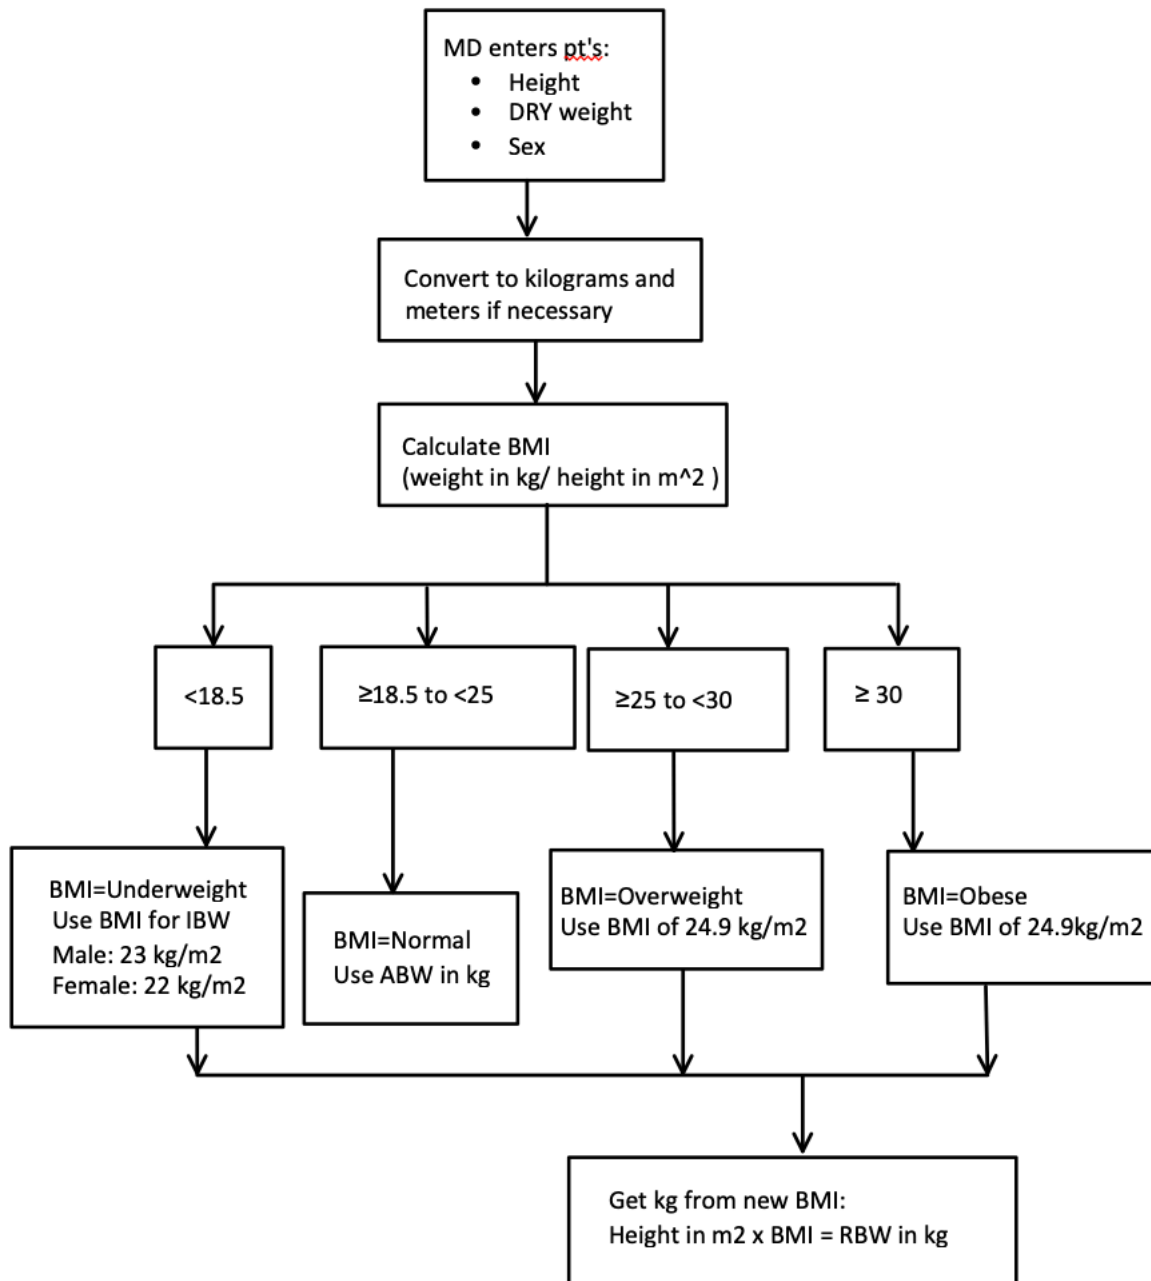 MD enters pt's:
• Height
• DRY weight
• Sex
Convert to kilograms and
meters if necessary
Calculate BMI
(weight in kg/ height in m^2 )
<18.5
≥18.5 to <25
≥25 to <30
≥ 30
BMI=Underweight
Use BMI for IBW
Male: 23 kg/m2
Female: 22 kg/m2
BMI=Normal
Use ABW in kg
BMI=Overweight
Use BMI of 24.9 kg/m2
BMI=Obese
Use BMI of 24.9kg/m2
Get kg from new BMI:
Height in m2 x BMI = RBW in kg